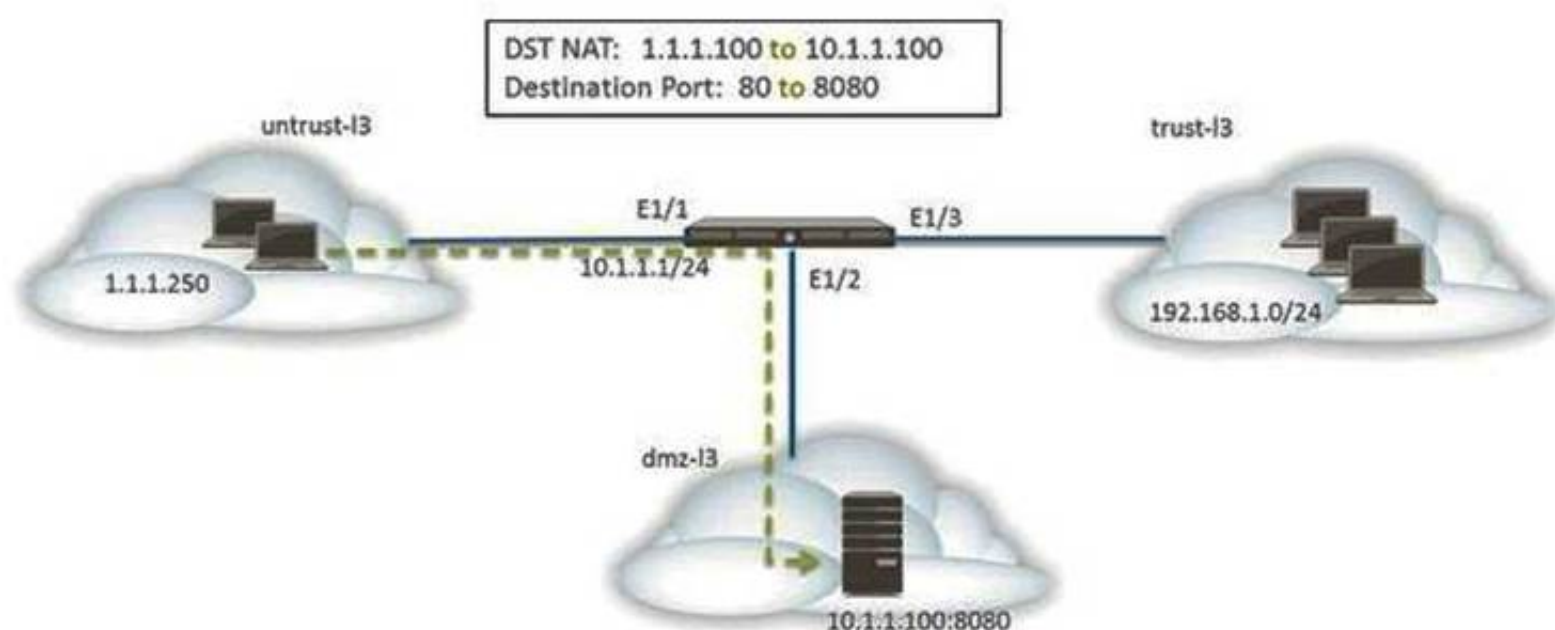 DST NAT: 1.1.1.100 to 10.1.1.100
Destination Port: 80 to 8080
untrust-l3
trust-l3
E1/1
E1/3
10.1.1.1/24
E1/2
1.1.1.250
192.168.1.0/24
dmz-l3
10.1.1.100:8080